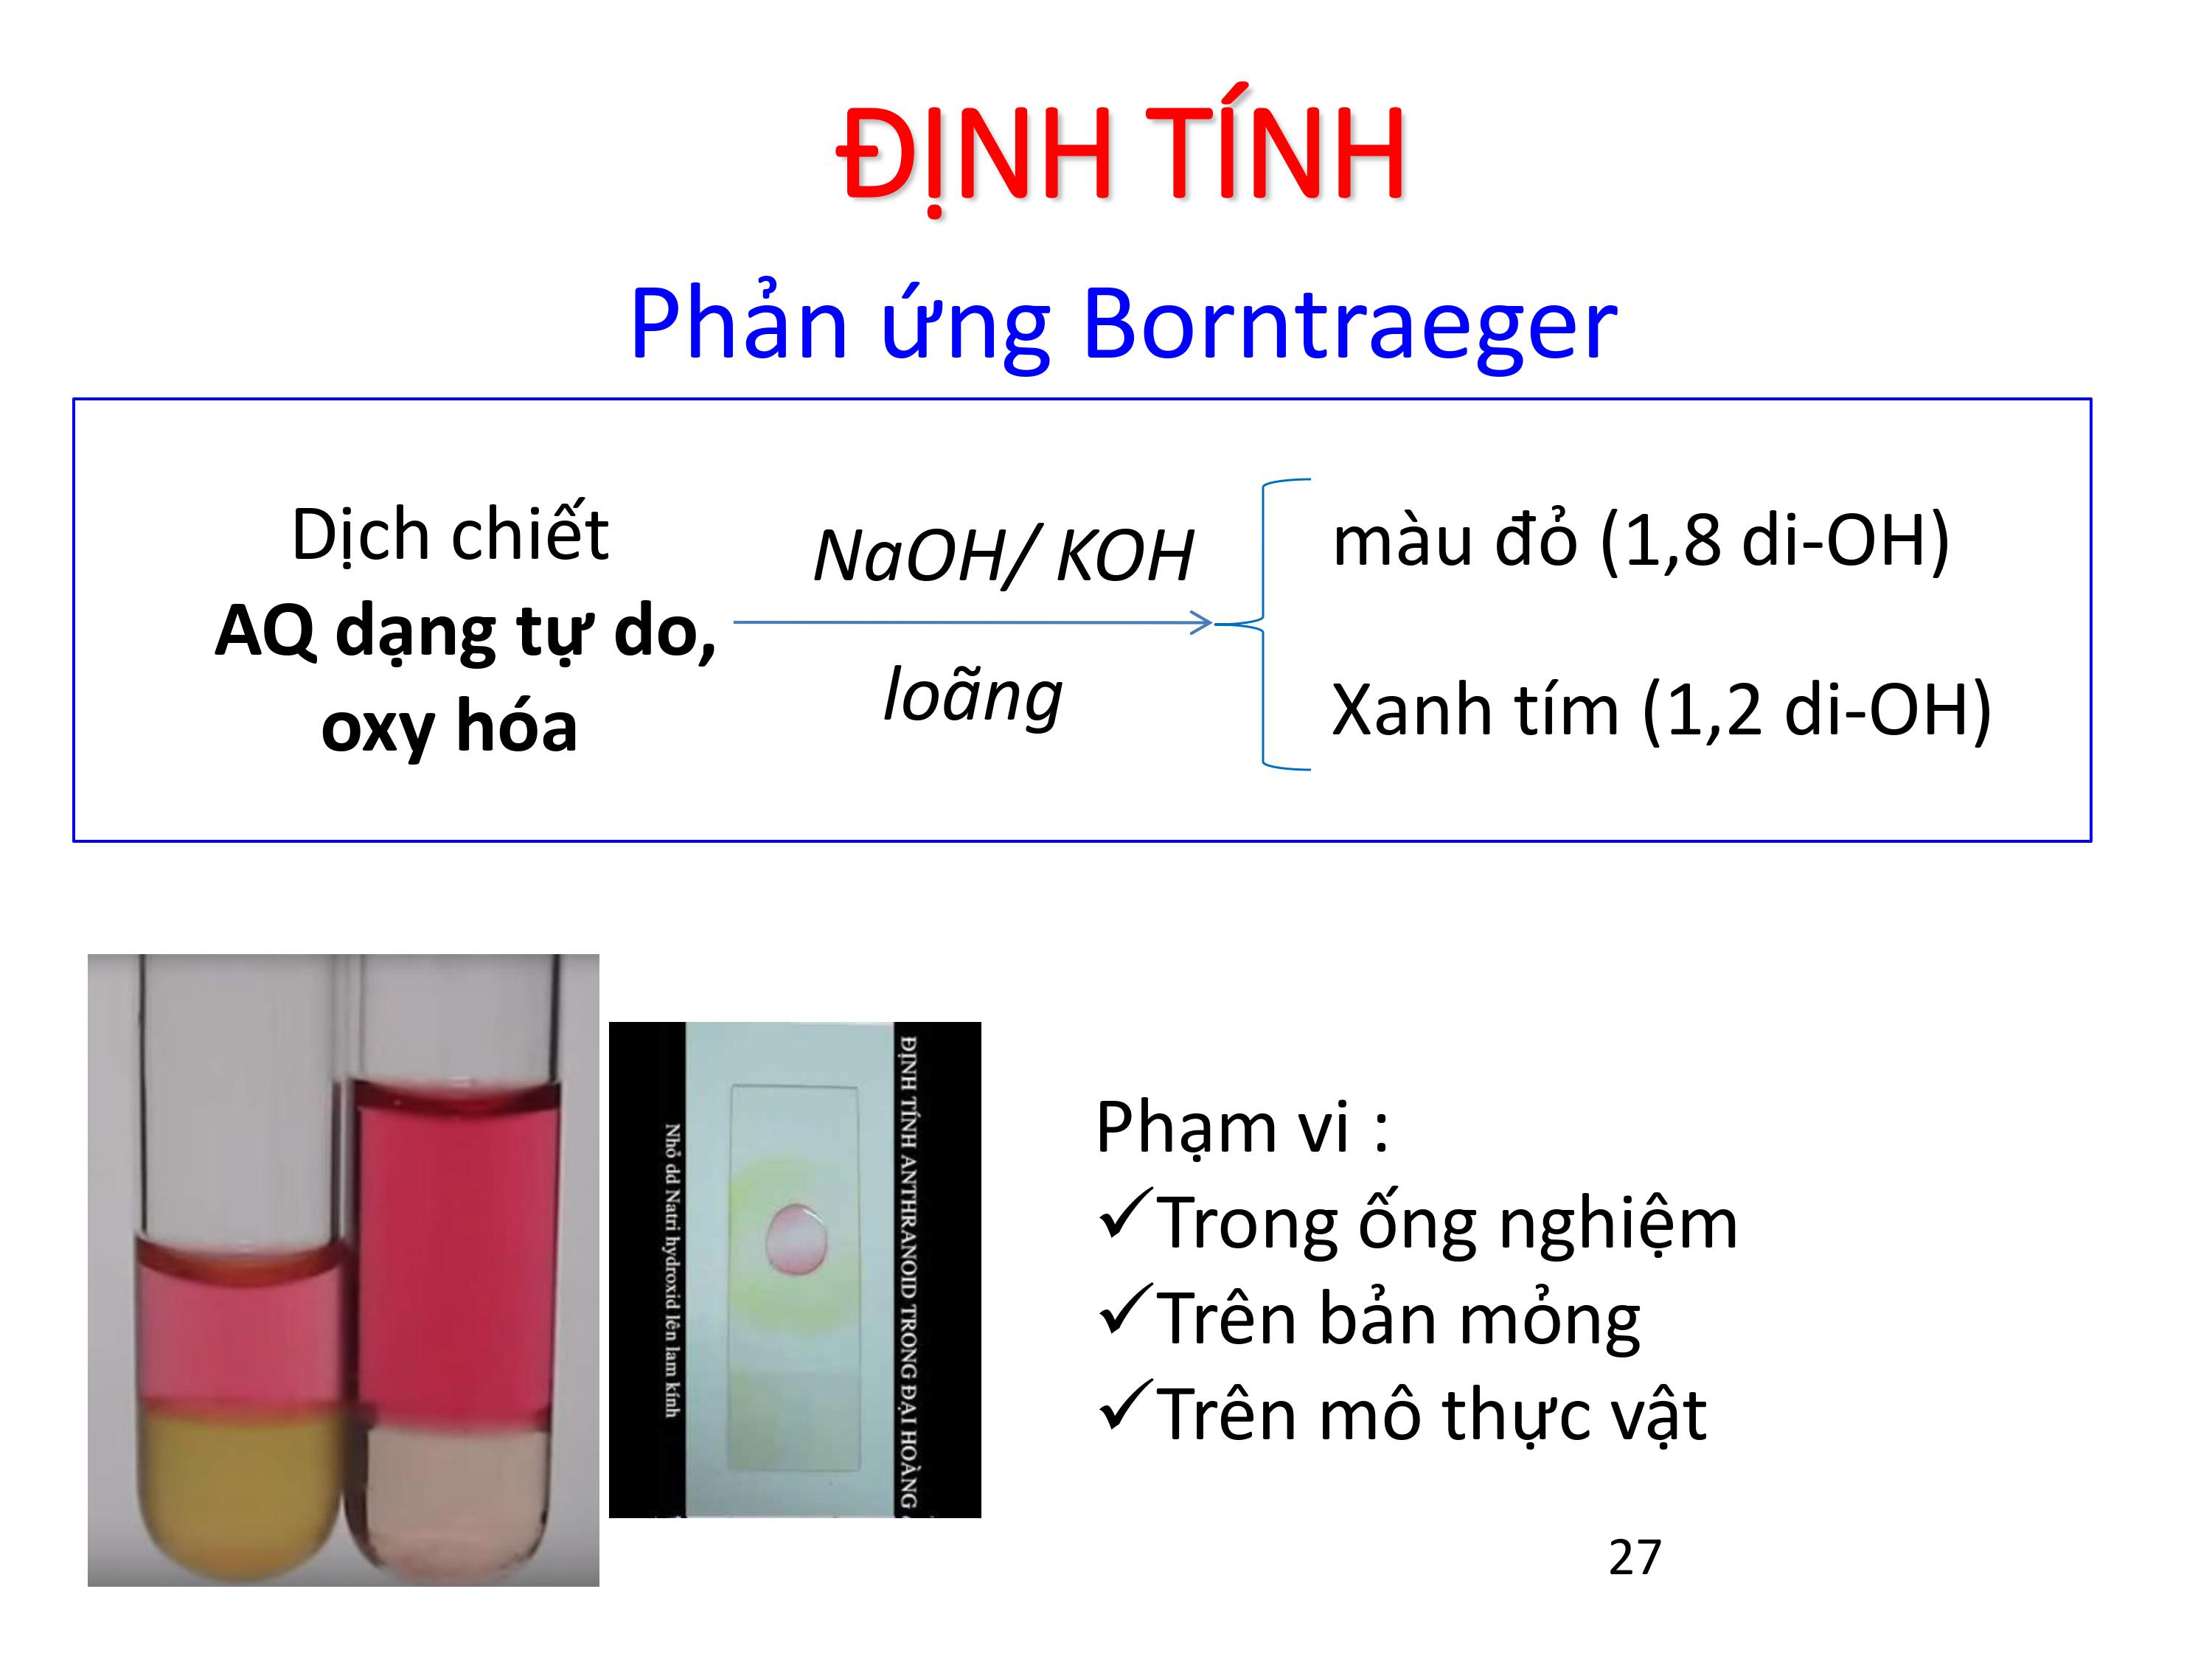 ĐỊNH TÍNH
Phản ứng Borntraeger
Dịch chiết
AQ dạng tự do,
oxy hóa
NaOH/ KOH
loãng
màu đỏ (1,8 di-OH)
Xanh tím (1,2 di-OH)
ĐỊNH TÍNH ANTHRANOID TRONG ĐẠI HOÀNG
Nhỏ dd Natri hydroxid lên lam kính
Phạm vi :
✓Trong ống nghiệm
✓Trên bản mỏng
✓Trên mô thực vật
27